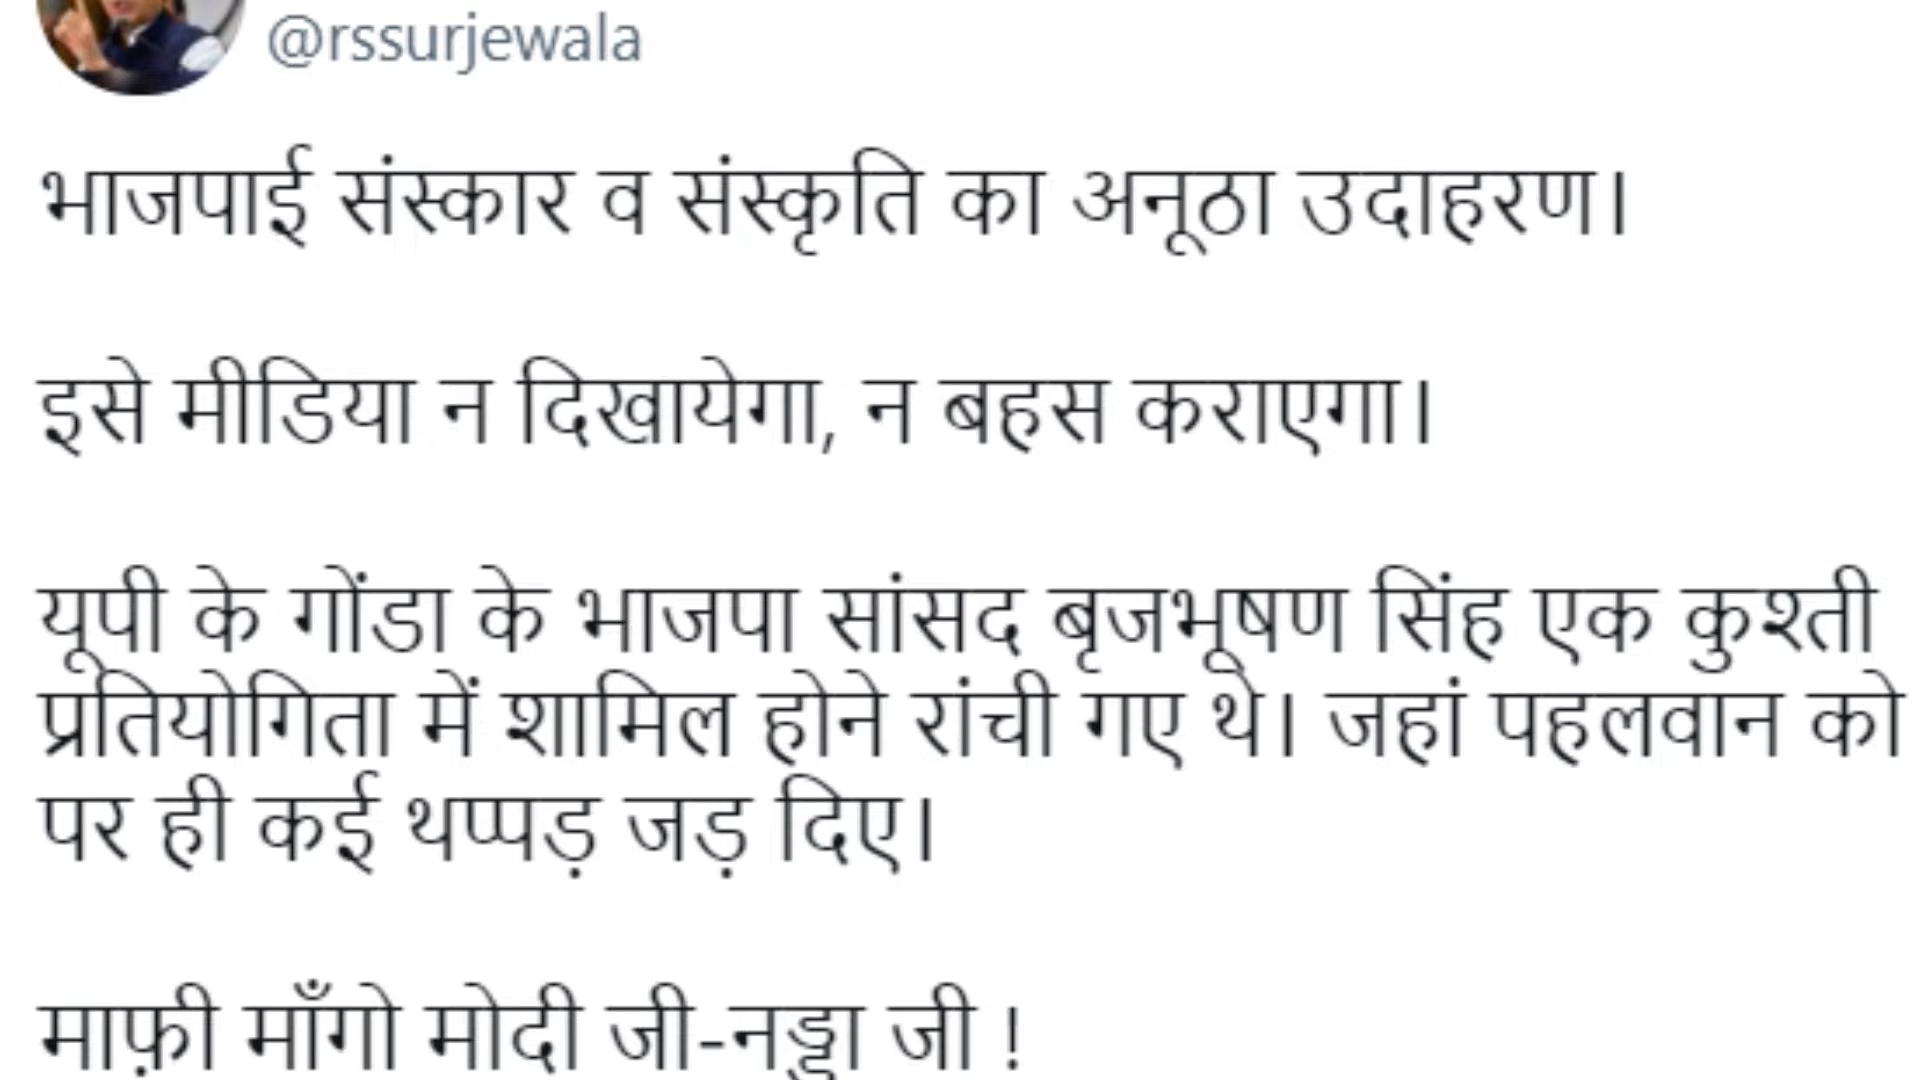 @rssurjewala
भाजपाई संस्कार व संस्कृति का अनूठा उदाहरण।
इसे मीडिया न दिखायेगा, न बहस कराएगा।
यूपी के गोंडा के भाजपा सांसद बृजभूषण सिंह एक कुश्ती
प्रतियोगिता में शामिल होने रांची गए थे। जहां पहलवान को
पर ही कई थप्पड़ जड़ दिए।
माफ़ी माँगो मोदी जी-नड्डा जी !